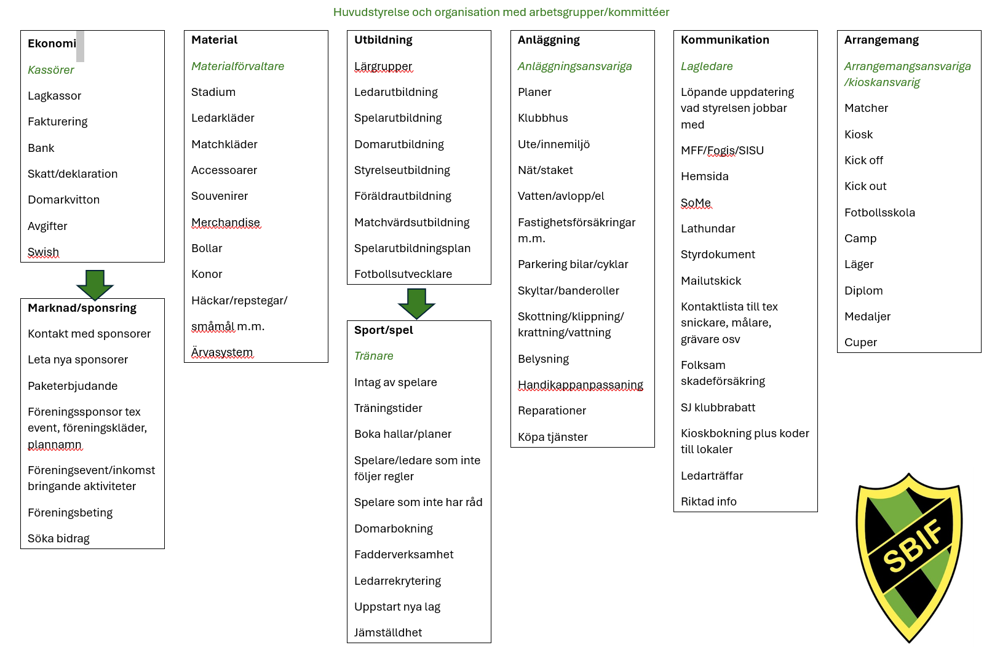 Huvudstyrelse och organisation med arbetsgrupper/kommittéer
Ekonomi
Kassörer
Lagkassor
Fakturering
Bank
Skatt/deklaration
Domarkvitton
Avgifter
Swish
Marknad/sponsring
Kontakt med sponsorer
Leta nya sponsorer
Paketerbjudande
Föreningssponsor tex
event, föreningskläder,
plannamn
Föreningsevent/inkomst
bringande aktiviteter
Föreningsbeting
Söka bidrag
Material
Materialförvaltare
Stadium
Ledarkläder
Matchkläder
Accessoarer
Souvenirer
Merchandise
Bollar
Konor
Häckar/repstegar/
småmål m.m.
Ärvasystem
Utbildning
Lärgrupper
Ledarutbildning
Spelarutbildning
Domarutbildning
Styrelseutbildning
Föräldrautbildning
Matchvärdsutbildning
Spelarutbildningsplan
Fotbollsutvecklare
Sport/spel
Tränare
Intag av spelare
Träningstider
Boka hallar/planer
Spelare/ledare som inte
följer regler
Spelare som inte har råd
Domarbokning
Fadderverksamhet
Ledarrekrytering
Uppstart nya lag
Jämställdhet
Anläggning
Anläggningsansvariga
Planer
Klubbhus
Ute/innemiljö
Nät/staket
Vatten/avlopp/el
Fastighetsförsäkringar
m.m.
Parkering bilar/cyklar
Skyltar/banderoller
Skottning/klippning/
krattning/vattning
Belysning
Handikappanpassaning
Reparationer
Köpa tjänster
Kommunikation
Lagledare
Löpande uppdatering
vad styrelsen jobbar
med
MFF/Fogis/SISU
Hemsida
SoMe
Lathundar
Styrdokument
Mailutskick
Kontaktlista till tex
snickare, målare,
grävare osv
Folksam
skadeförsäkring
SJ klubbrabatt
Kioskbokning plus koder
till lokaler
Ledarträffar
Riktad info
Arrangemang
Arrangemangsansvariga
/kioskansvarig
Matcher
Kiosk
Kick off
Kick out
Fotbollsskola
Camp
Läger
Diplom
Medaljer
Cuper
SBIF